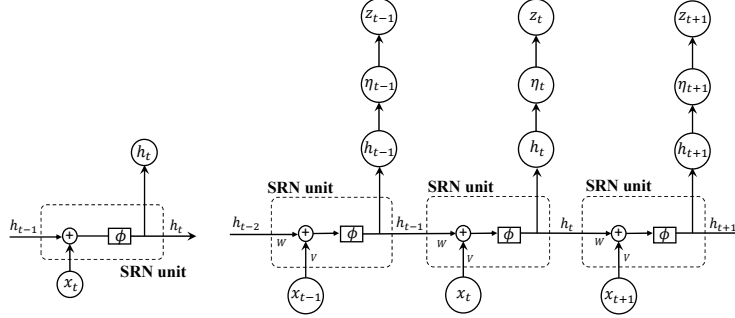 z_{t-1} z_t z_{t+1}
η_{t-1} η_t η_{t+1}
h_t h_{t-1} h_t h_{t+1}
SRN unit SRN unit SRN unit
h_{t-1} ϕ h_t h_{t-2} W + ϕ h_{t-1} W + ϕ h_t W + ϕ h_{t+1}
+ V V V
SRN unit
x_t x_{t-1} x_t x_{t+1}